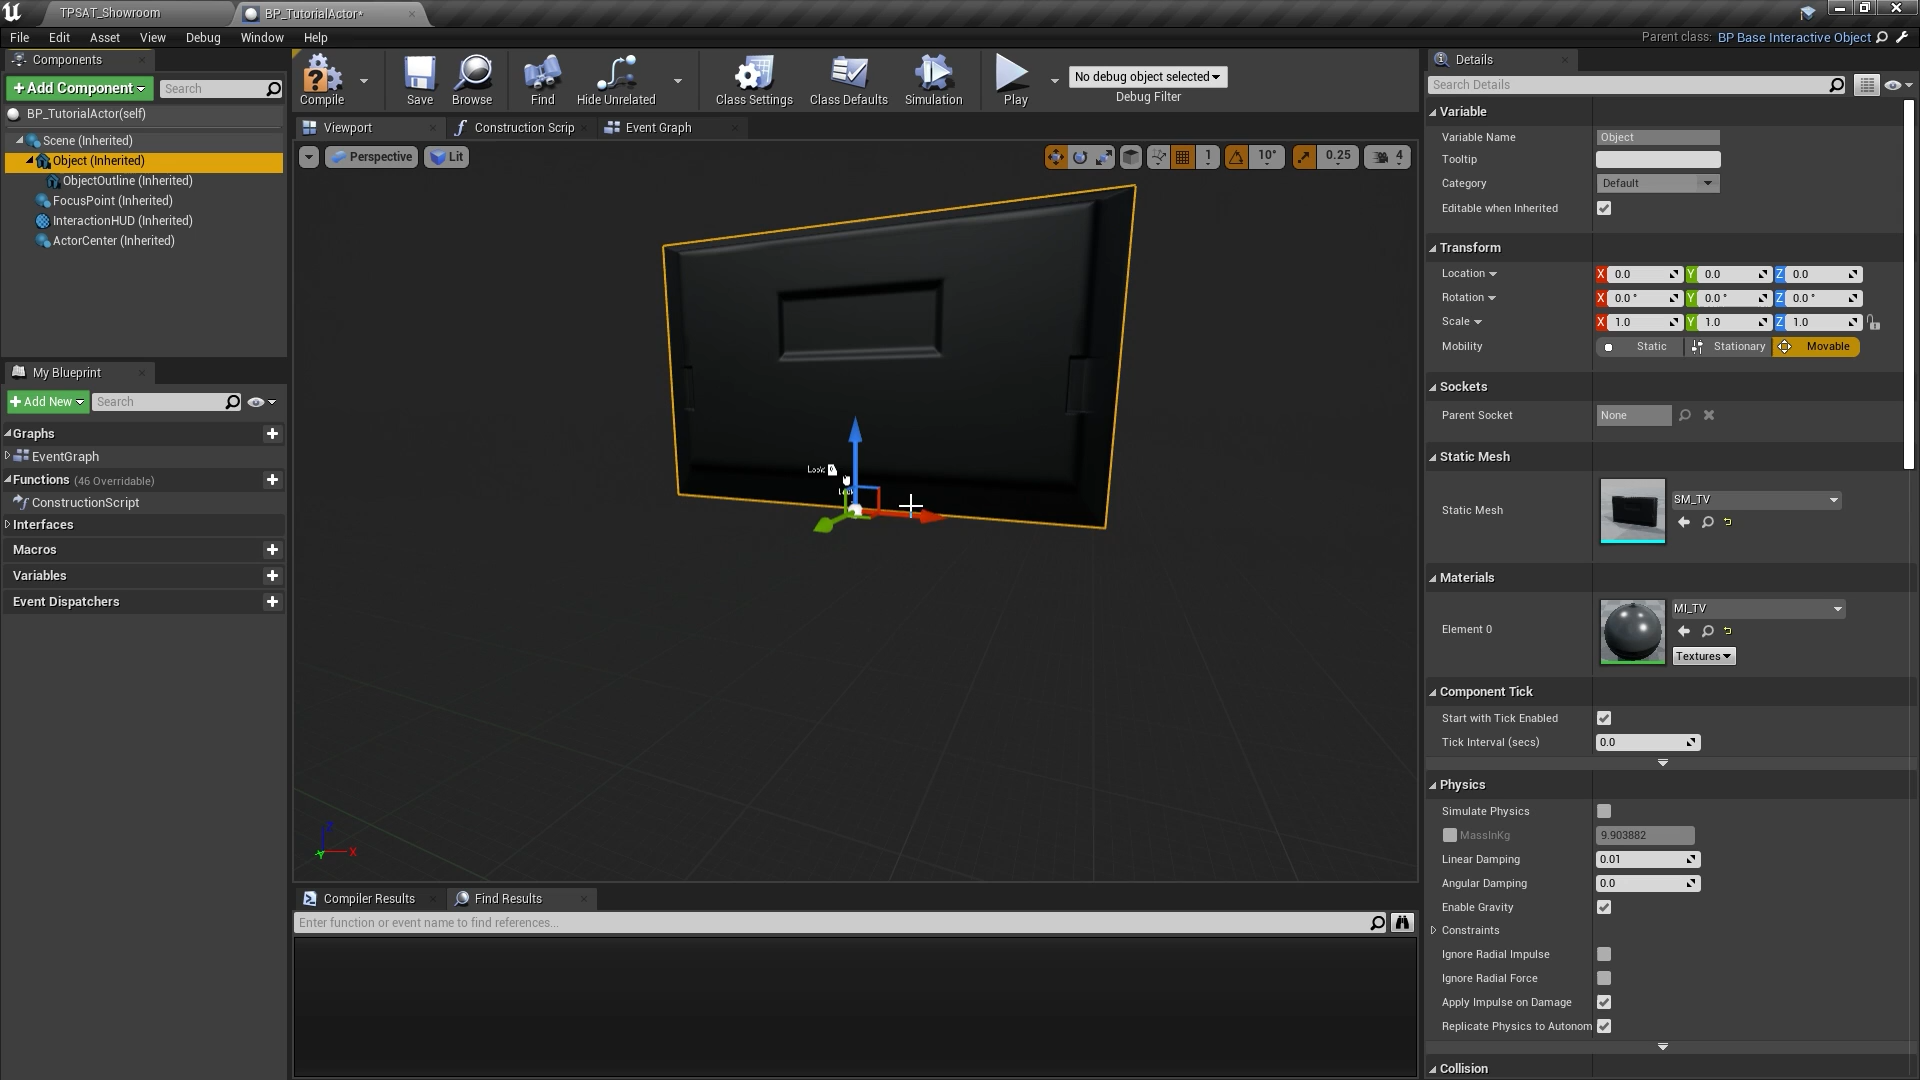 TPSAT_Showroom
BP_TutorialActor*
File Edit Asset View Debug Window Help
Parent class: BP Base Interactive Object
Components
+Add Component
Search
BP_TutorialActor(self)
Scene (Inherited)
Object (Inherited)
ObjectOutline (Inherited)
FocusPoint (Inherited)
InteractionHUD (Inherited)
ActorCenter (Inherited)
My Blueprint
+Add New
Search
Graphs
EventGraph
Functions (46 Overridable)
ConstructionScript
Interfaces
Macros
Variables
Event Dispatchers
Compile
Save
Browse
Find
Hide Unrelated
Class Settings
Class Defaults
Simulation
Play
No debug object selected
Debug Filter
Viewport
Construction Scrip
Event Graph
Perspective
Lit
1
10°
0.25
4
Look
X
Compiler Results
Find Results
Enter function or event name to find references...
Details
Search Details
Variable
Variable Name Object
Tooltip
Category Default
Editable when Inherited
Transform
Location X 0.0 Y 0.0 Z 0.0
Rotation X 0.0 ° Y 0.0 ° Z 0.0 °
Scale X 1.0 Y 1.0 Z 1.0
Mobility Static Stationary Movable
Sockets
Parent Socket None
Static Mesh
Static Mesh SM_TV
Materials
Element 0 MI_TV
Textures
Component Tick
Start with Tick Enabled
Tick Interval (secs) 0.0
Physics
Simulate Physics
MassInKg 9.903882
Linear Damping 0.01
Angular Damping 0.0
Enable Gravity
Constraints
Ignore Radial Impulse
Ignore Radial Force
Apply Impulse on Damage
Replicate Physics to Autonom
Collision